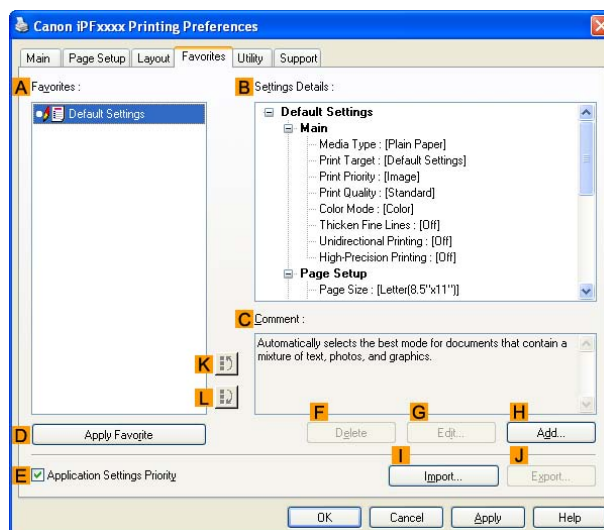 Canon iPFxxxx Printing Preferences
Main Page Setup Layout Favorites Utility Support
A Favorites :
Default Settings
B Settings Details :
Default Settings
Main
Media Type : [Plain Paper]
Print Target : [Default Settings]
Print Priority : [Image]
Print Quality : [Standard]
Color Mode : [Color]
Thicken Fine Lines : [Off]
Unidirectional Printing : [Off]
High-Precision Printing : [Off]
Page Setup
Page Size : [Letter(8.5"x11")]
C Comment :
Automatically selects the best mode for documents that contain a
mixture of text, photos, and graphics.
K
L
F G H
D Apply Favorite Delete Edit... Add...
I J
E Application Settings Priority Import... Export...
OK Cancel Apply Help